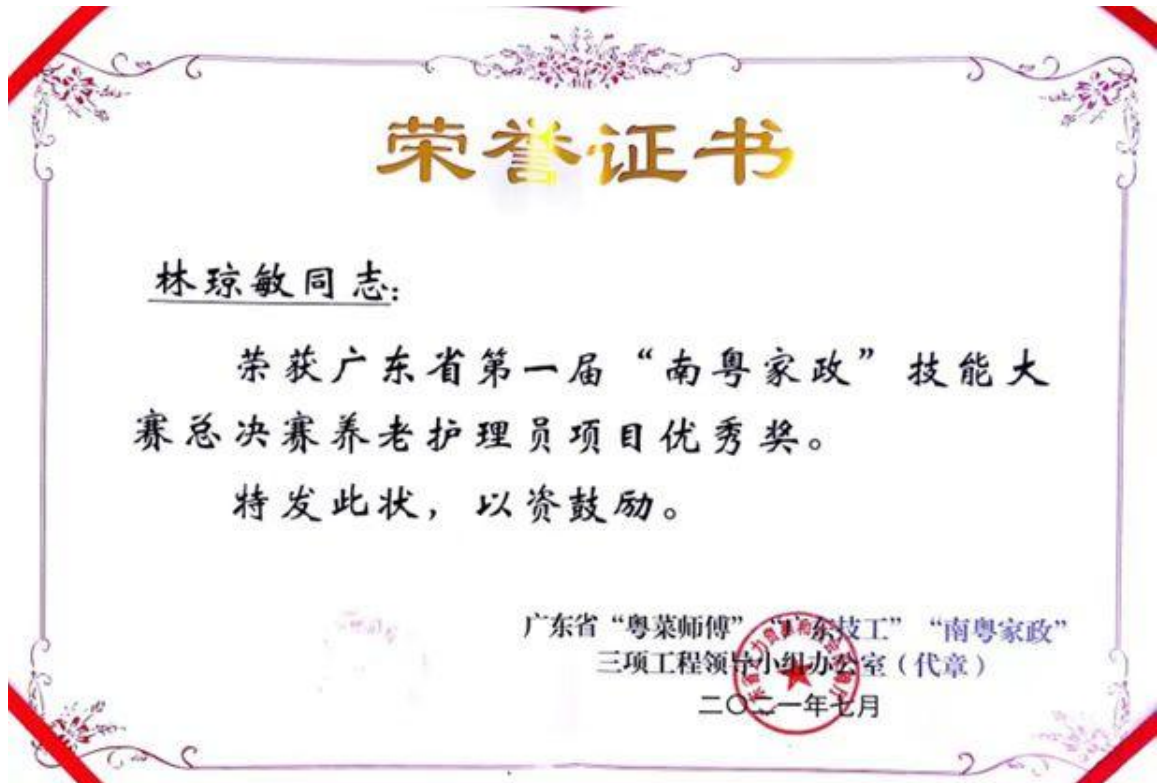 荣誉证书
林琼敏同志:
荣获广东省第一届“南粤家政”技能大
赛总决赛养老护理员项目优秀奖。
特发此状，以资鼓励。
广东省“粤菜师傅”“广东技工”“南粤家政”
三项工程领导小组办公室（代章）
二〇二一年七月